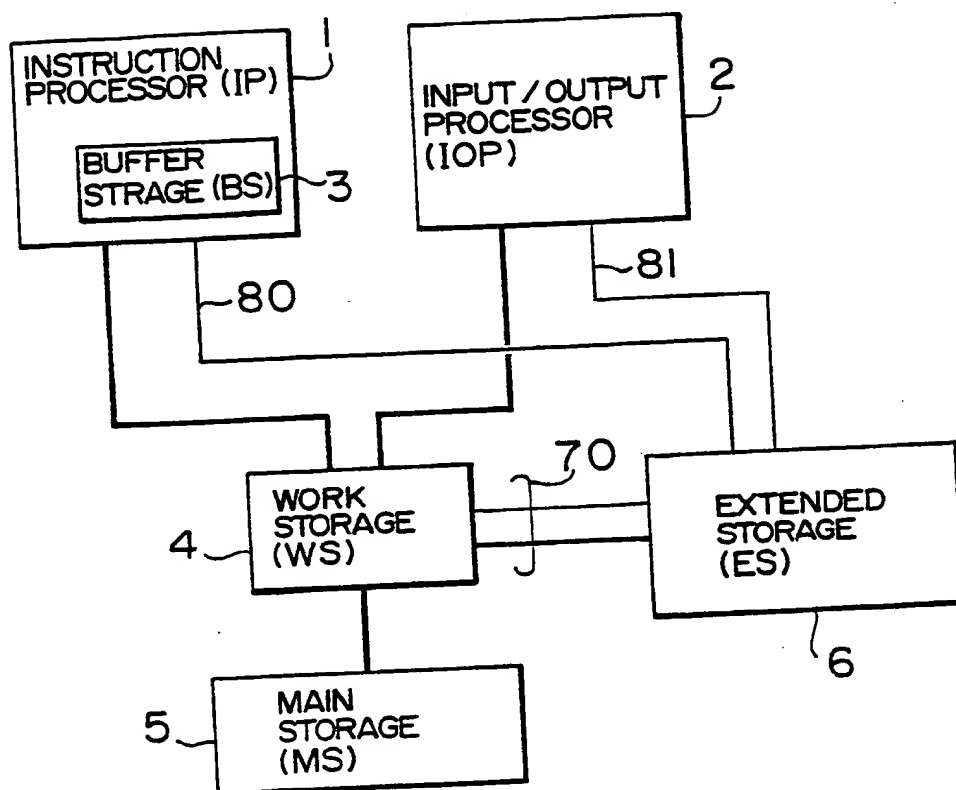 1
INSTRUCTION
PROCESSOR (IP)
BUFFER
STRAGE (BS)
3
INPUT / OUTPUT
PROCESSOR
(IOP)
2
80
81
70
WORK
STORAGE
(WS)
4
EXTENDED
STORAGE
(ES)
6
MAIN
STORAGE
(MS)
5